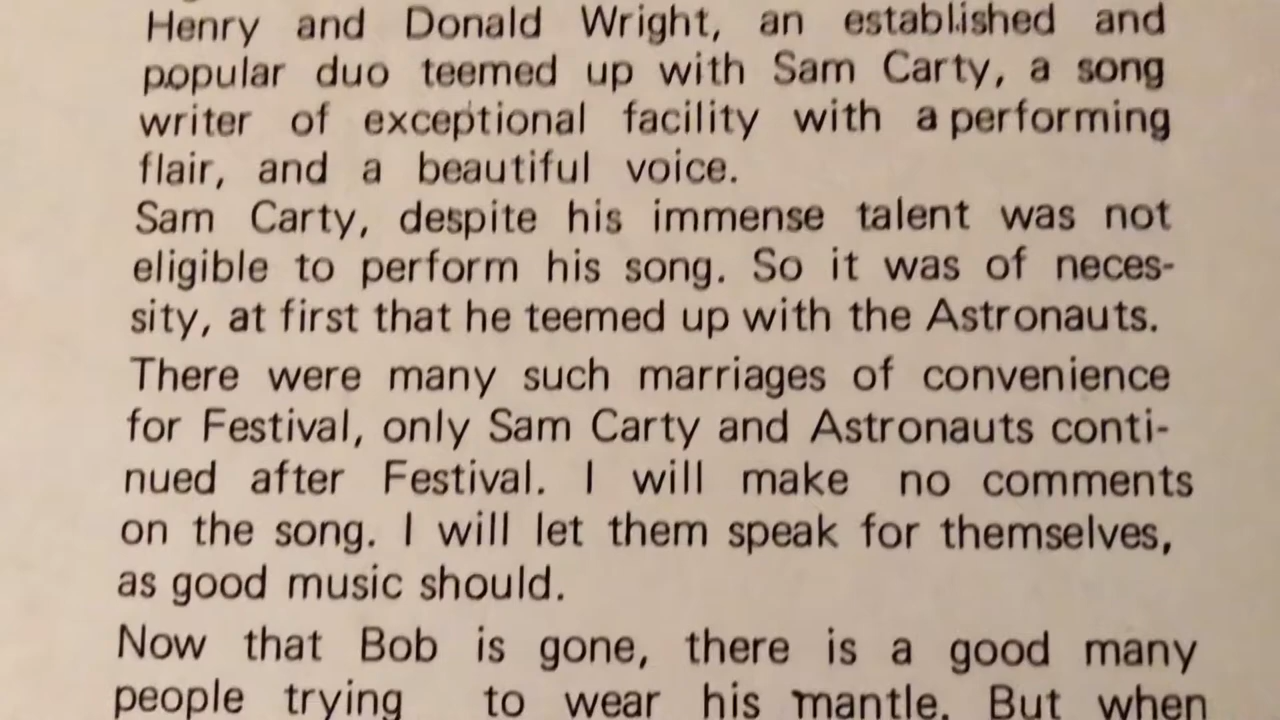 Henry and Donald Wright, an established and
popular duo teemed up with Sam Carty, a song
writer of exceptional facility with a performing
flair, and a beautiful voice.
Sam Carty, despite his immense talent was not
eligible to perform his song. So it was of neces-
sity, at first that he teemed up with the Astronauts.
There were many such marriages of convenience
for Festival, only Sam Carty and Astronauts conti-
nued after Festival. I will make no comments
on the song. I will let them speak for themselves,
as good music should.
Now that Bob is gone, there is a good many
people trying to wear his mantle. But when